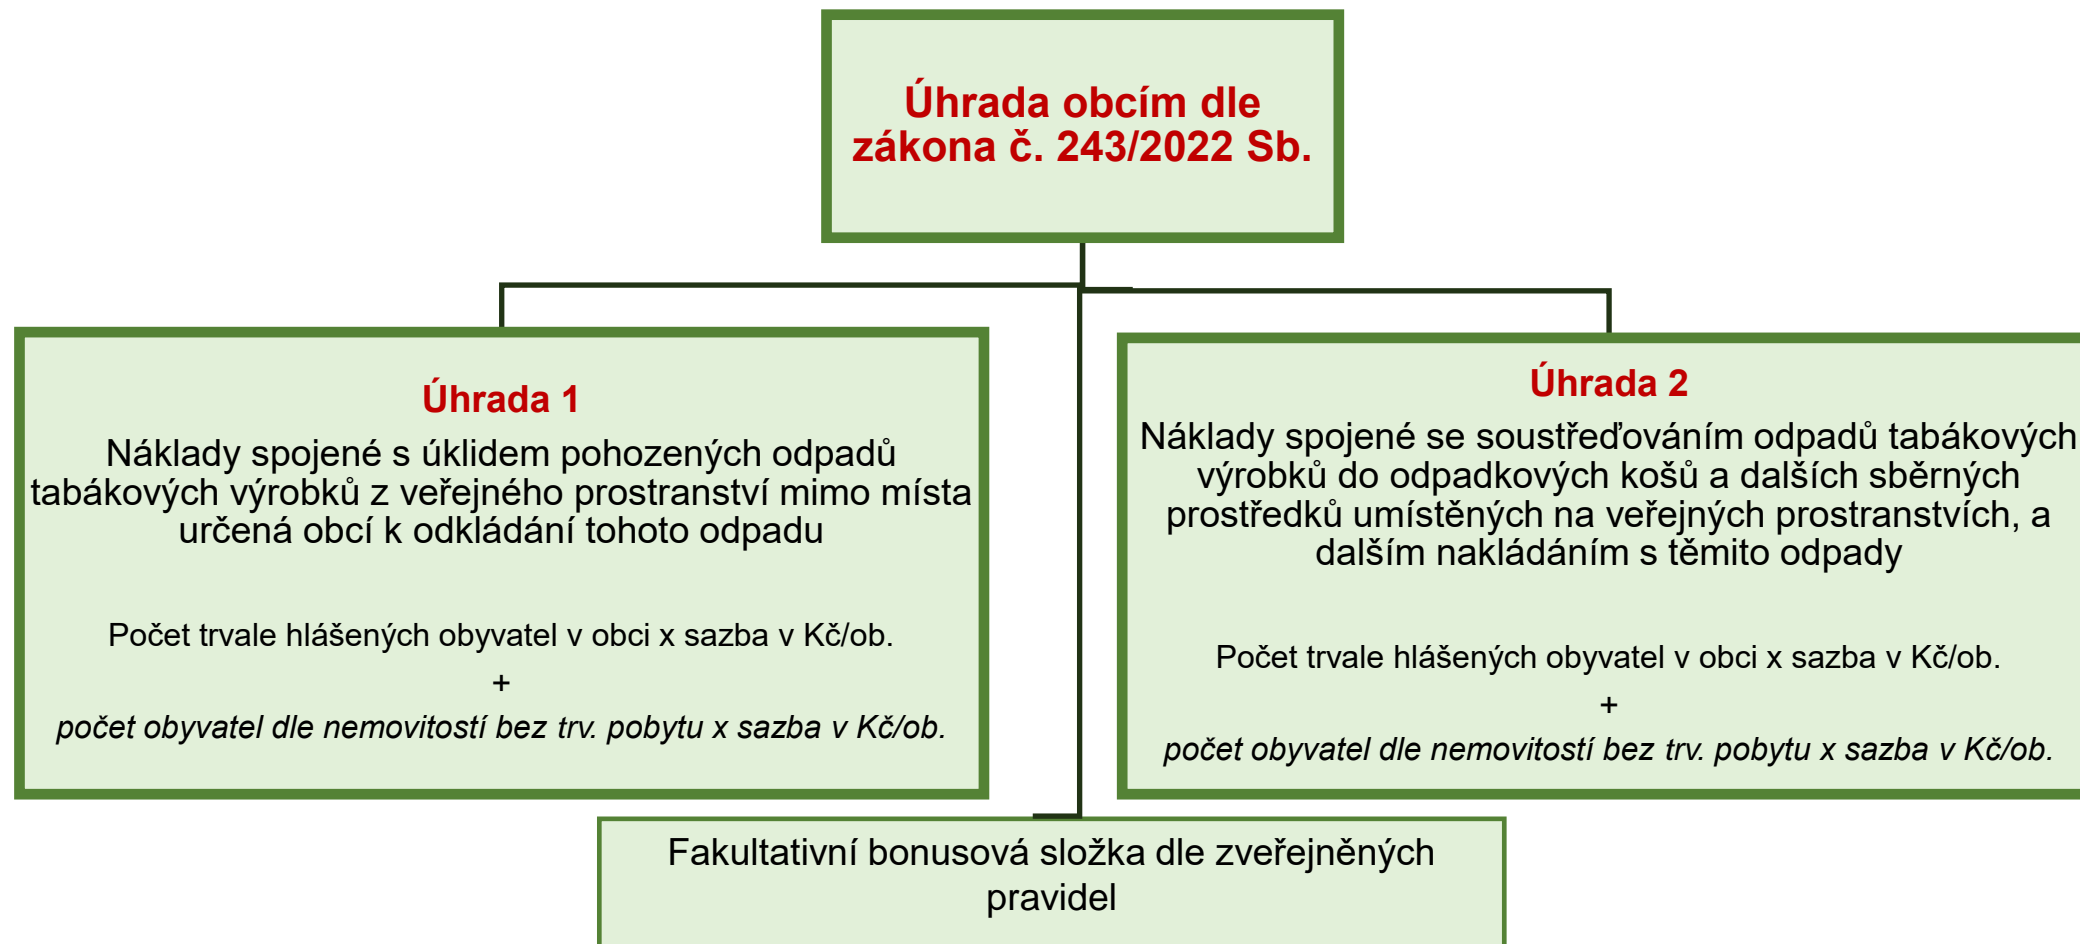 Úhrada obcím dle
zákona č. 243/2022 Sb.
Úhrada 1
Náklady spojené s úklidem pohozených odpadů
tabákových výrobků z veřejného prostranství mimo místa
určená obcí k odkládání tohoto odpadu
Počet trvale hlášených obyvatel v obci x sazba v Kč/ob.
+
počet obyvatel dle nemovitostí bez trv. pobytu x sazba v Kč/ob.
Úhrada 2
Náklady spojené se soustřeďováním odpadů tabákových
výrobků do odpadkových košů a dalších sběrných
prostředků umístěných na veřejných prostranstvích, a
dalším nakládáním s těmito odpady
Počet trvale hlášených obyvatel v obci x sazba v Kč/ob.
+
počet obyvatel dle nemovitostí bez trv. pobytu x sazba v Kč/ob.
Fakultativní bonusová složka dle zveřejněných
pravidel